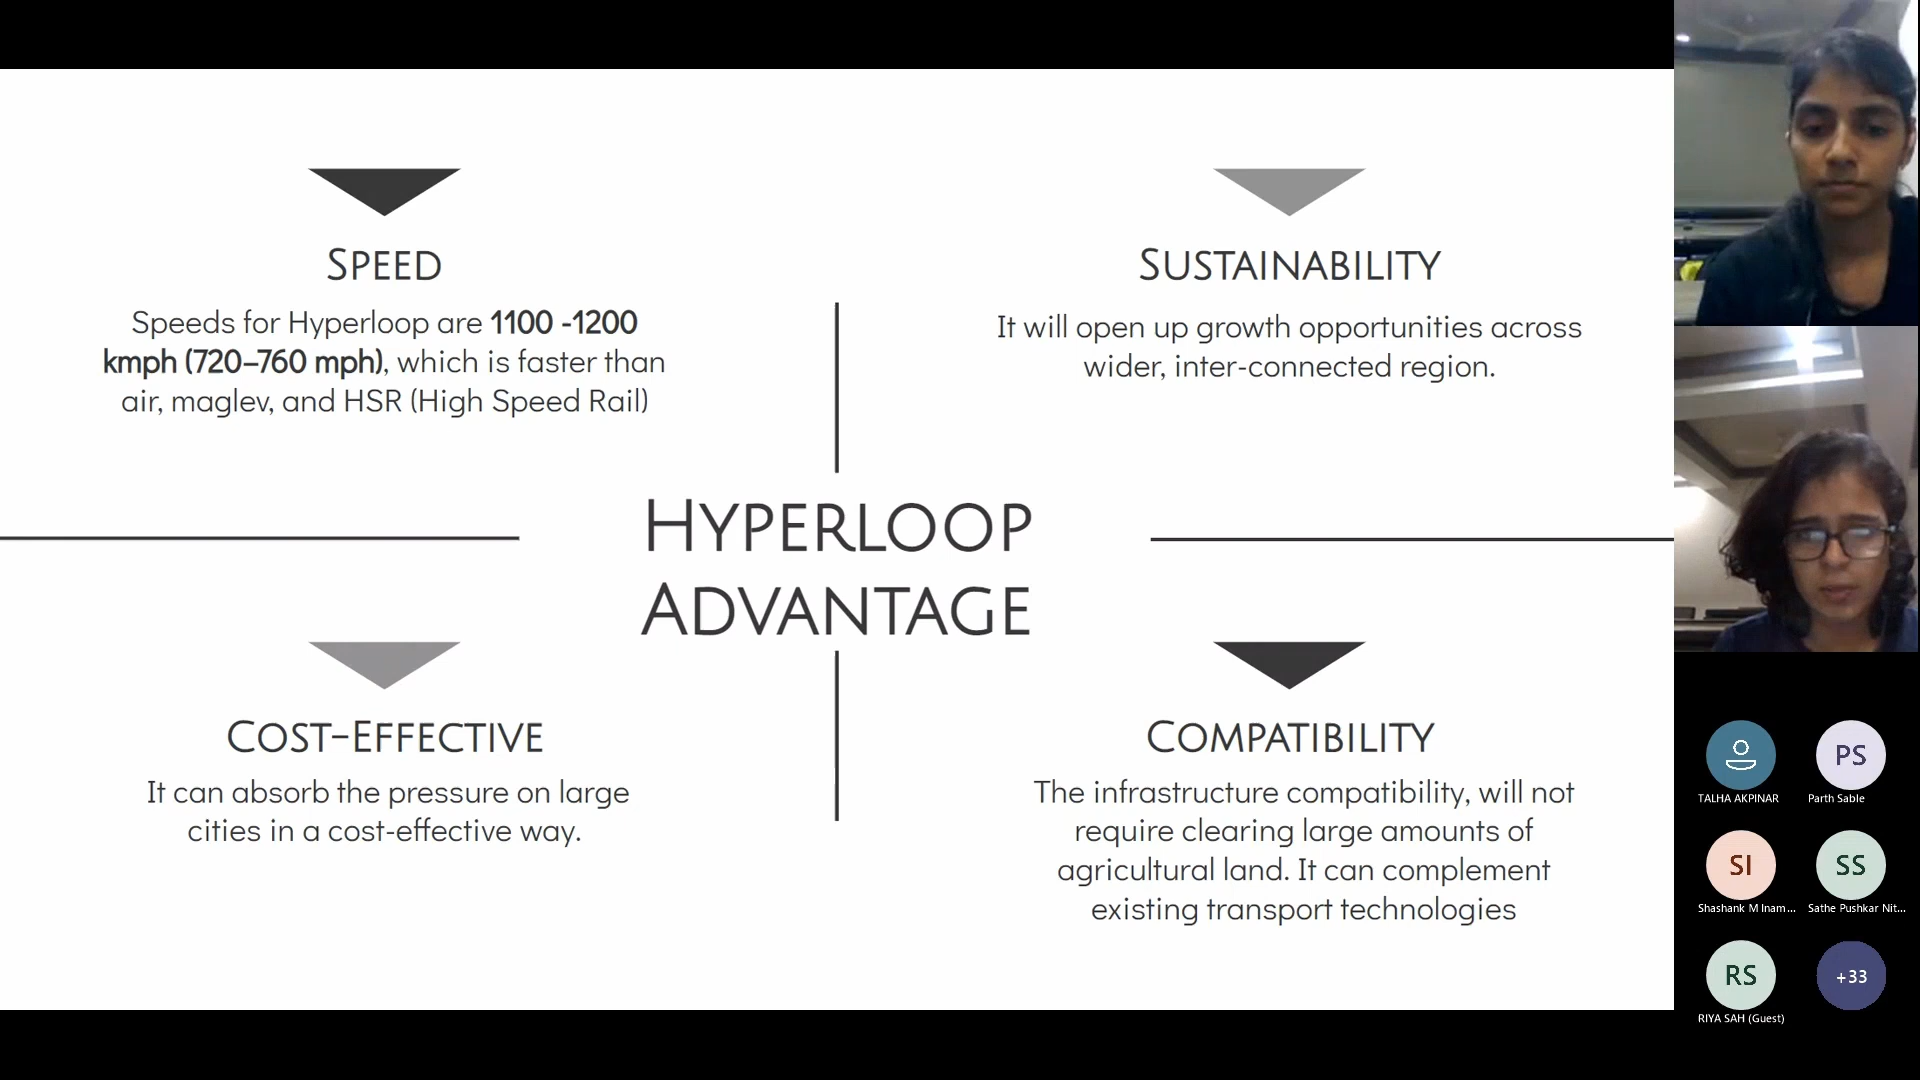 SPEED
Speeds for Hyperloop are 1100 -1200
kmph (720–760 mph), which is faster than
air, maglev, and HSR (High Speed Rail)
SUSTAINABILITY
It will open up growth opportunities across
wider, inter-connected region.
HYPERLOOP
ADVANTAGE
COST-EFFECTIVE
It can absorb the pressure on large
cities in a cost-effective way.
COMPATIBILITY
The infrastructure compatibility, will not
require clearing large amounts of
agricultural land. It can complement
existing transport technologies
PS
TALHA AKPINAR
Parth Sable
SI
SS
Shashank M Inam...
Sathe Pushkar Nit...
RS
+33
RIYA SAH (Guest)